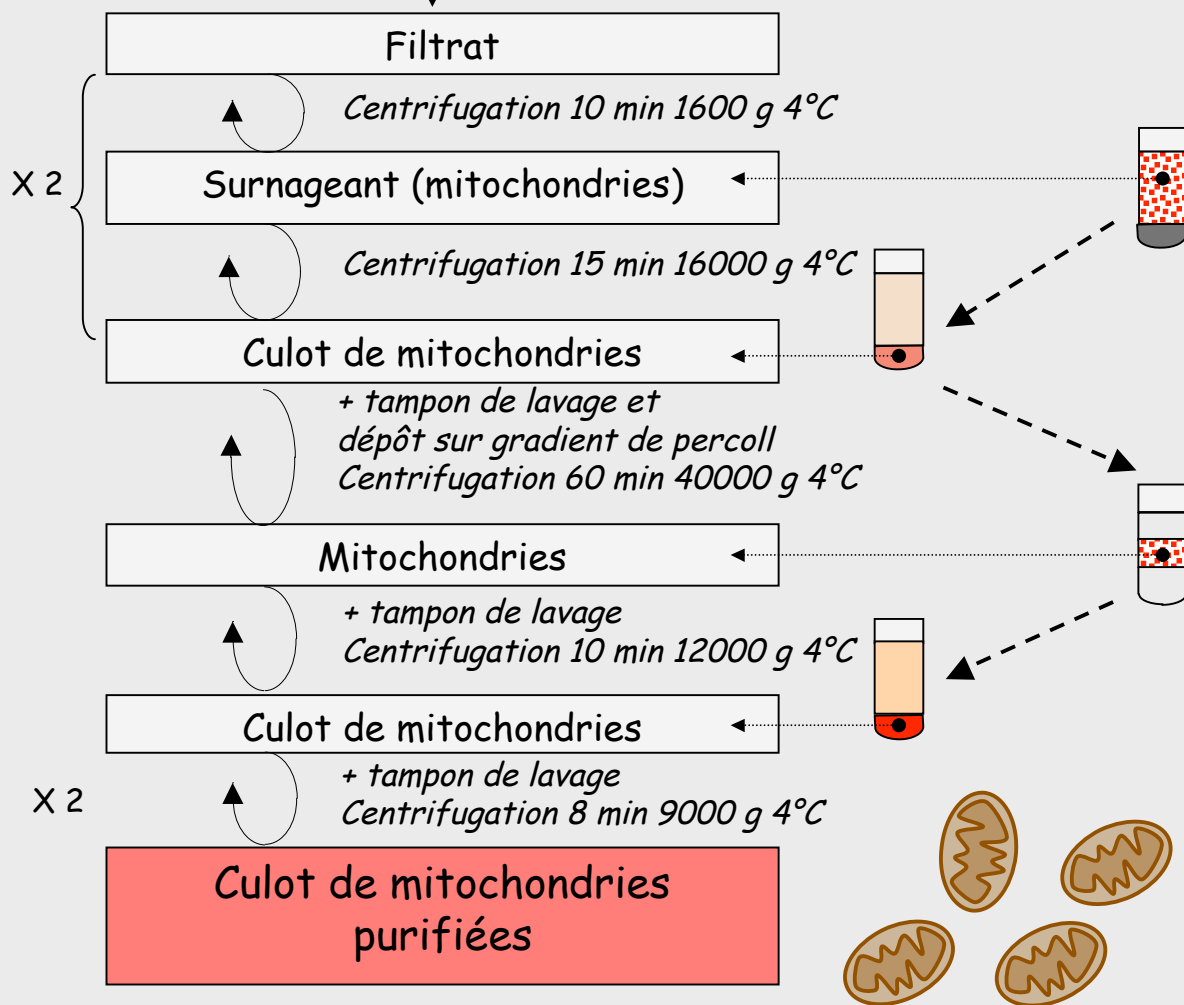 Filtrat
Centrifugation 10 min 1600 g 4°C
X 2
Surnageant (mitochondries)
Centrifugation 15 min 16000 g 4°C
Culot de mitochondries
+ tampon de lavage et
dépôt sur gradient de percoll
Centrifugation 60 min 40000 g 4°C
Mitochondries
+ tampon de lavage
Centrifugation 10 min 12000 g 4°C
Culot de mitochondries
+ tampon de lavage
X 2
Centrifugation 8 min 9000 g 4°C
Culot de mitochondries
purifiées